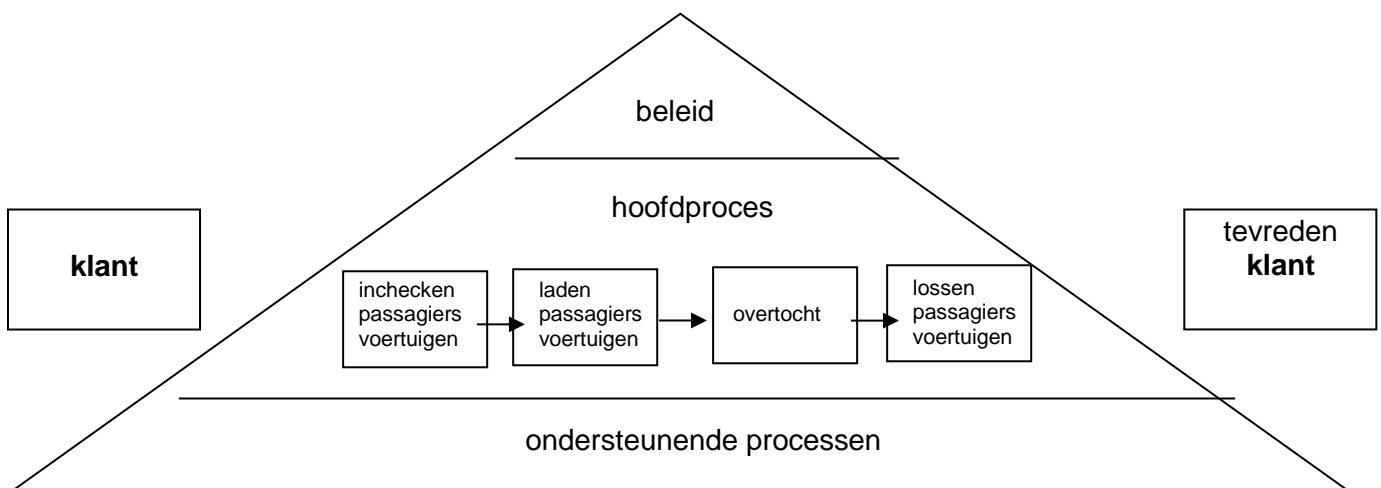 beleid
hoofdproces
klant
tevreden
klant
inchecken
passagiers
voertuigen
laden
passagiers
voertuigen
overtocht
lossen
passagiers
voertuigen
ondersteunende processen